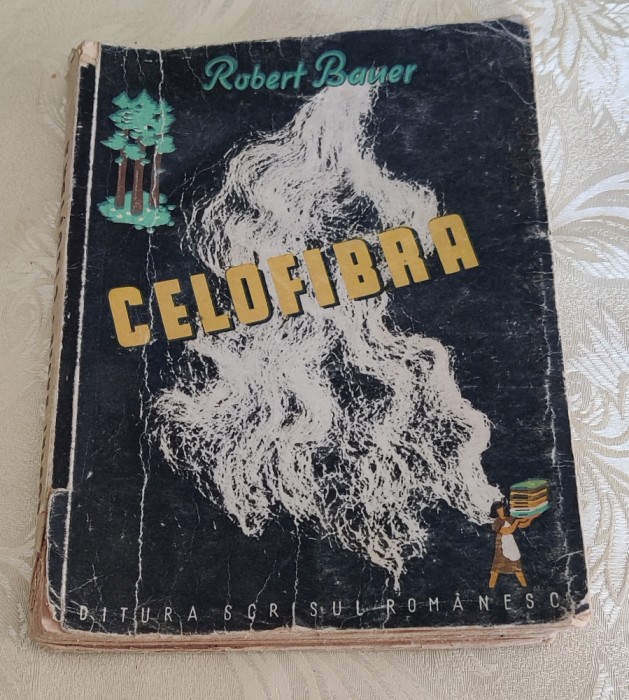 Robert Bauer
CELOFIBRA
DITURA SCRISUL ROMÂNESC